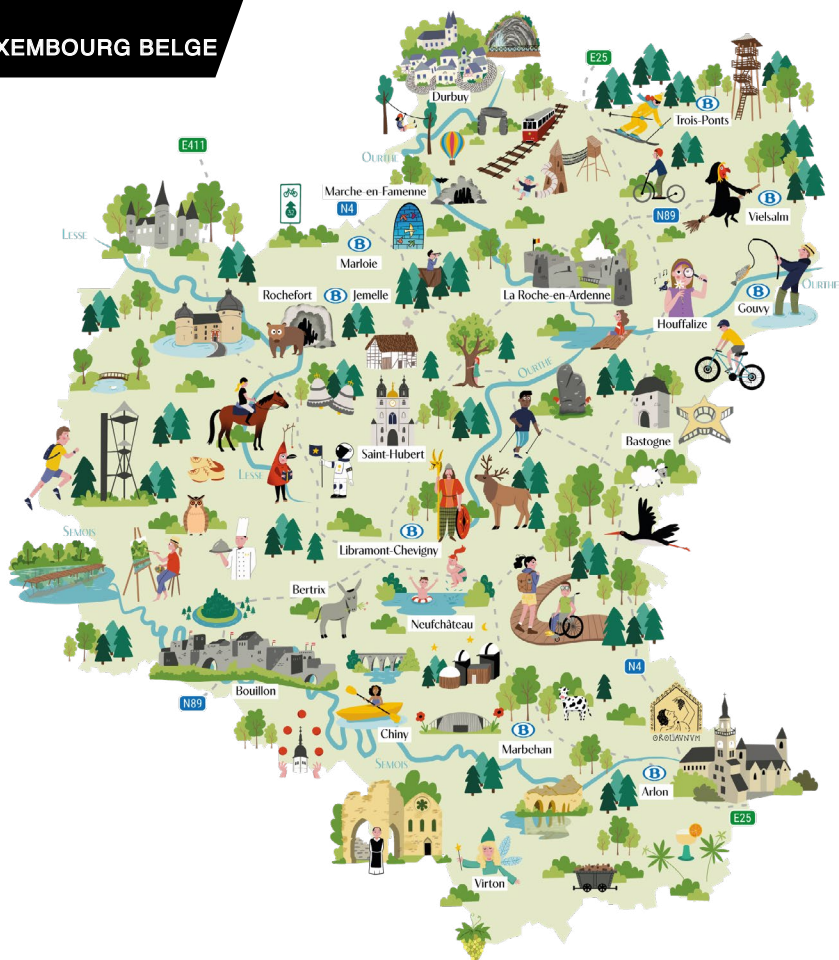 XEMBOURG BELGE
E25
Durbuy
B
Trois-Ponts
E411
OURTHE
Marche-en-Famenne
N4
32
B
Marloie
N89
B
Vielsalm
LESSE
Rochefort
B
Jemelle
La Roche-en-Ardenne
OURTHE
B
Gouvy
Houffalize
OURTHE
Bastogne
Saint-Hubert
LESSE
SEMOIS
B
Libramont-Chevigny
Bertrix
Neufchâteau
N4
Bouillon
N89
Chiny
OROLAVNVM
B
Marbehan
SEMOIS
B
Arlon
E25
Virton